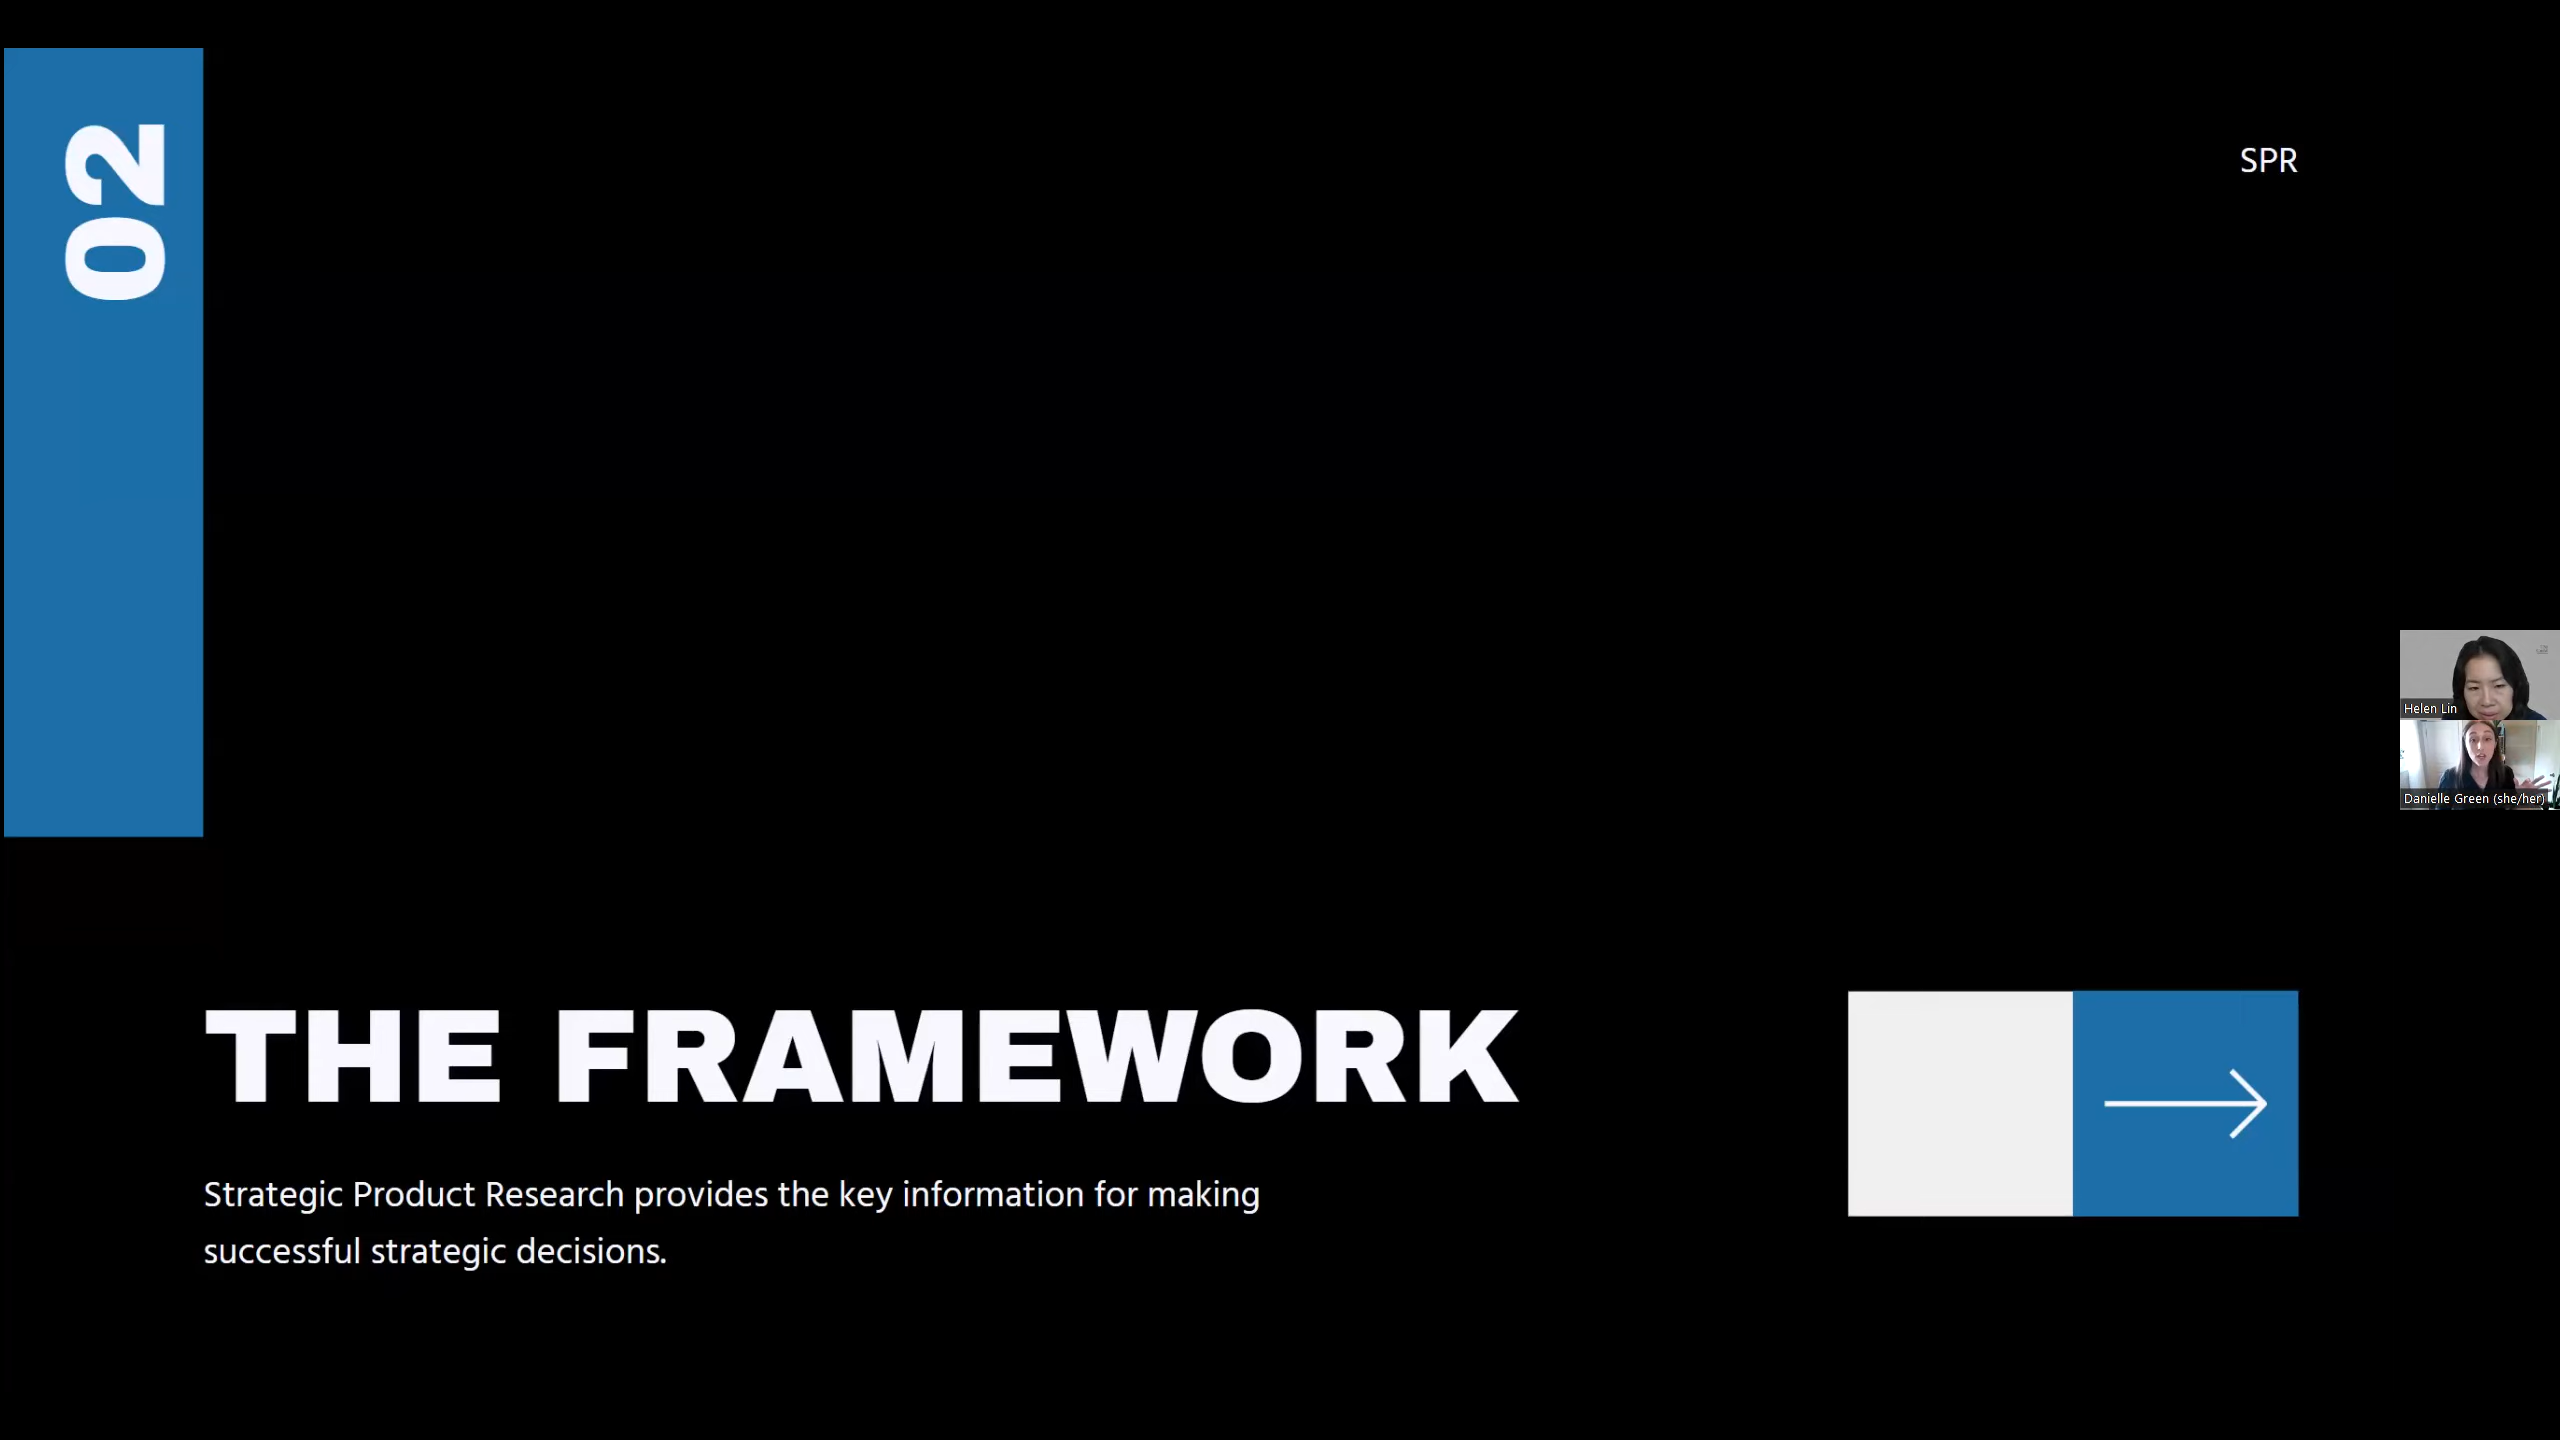 02
SPR
Helen Lin
Danielle Green (she/her)
THE FRAMEWORK
Strategic Product Research provides the key information for making
successful strategic decisions.